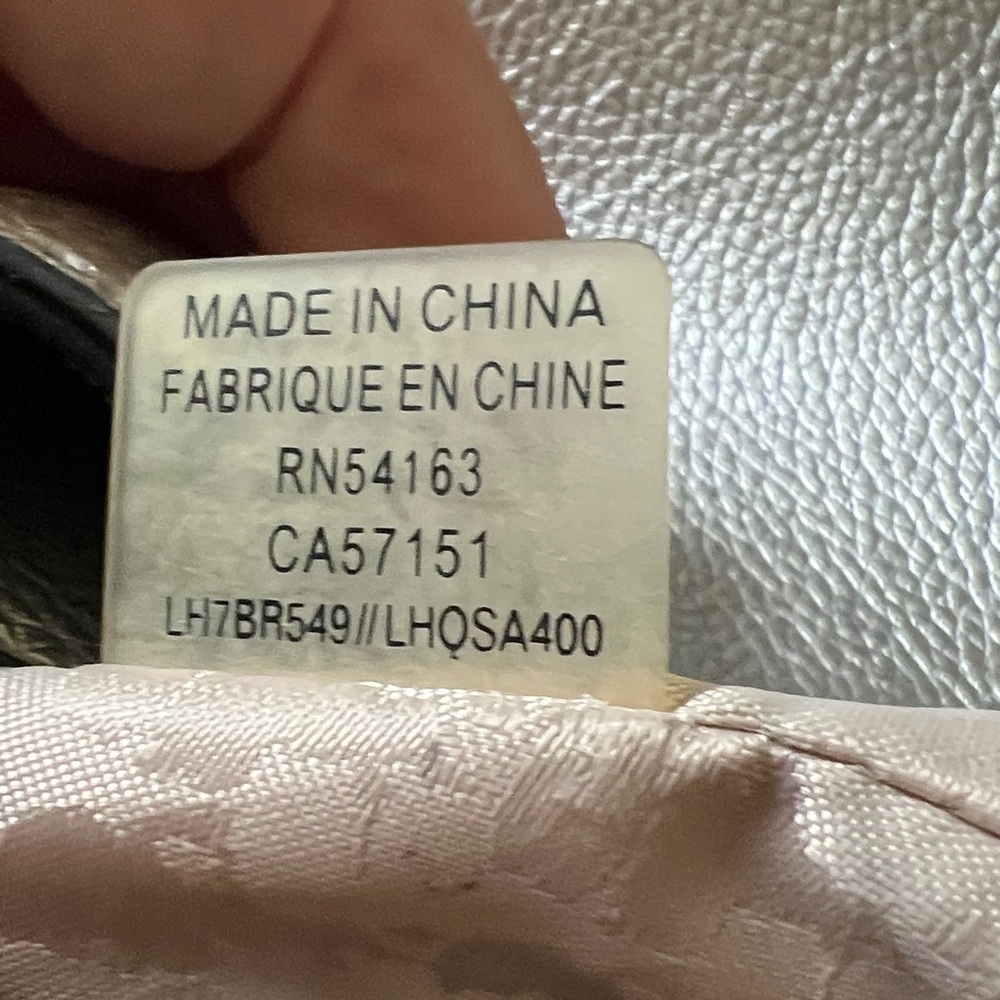 MADE IN CHINA
FABRIQUE EN CHINE
RN54163
CA57151
LH7BR549//LHQSA400